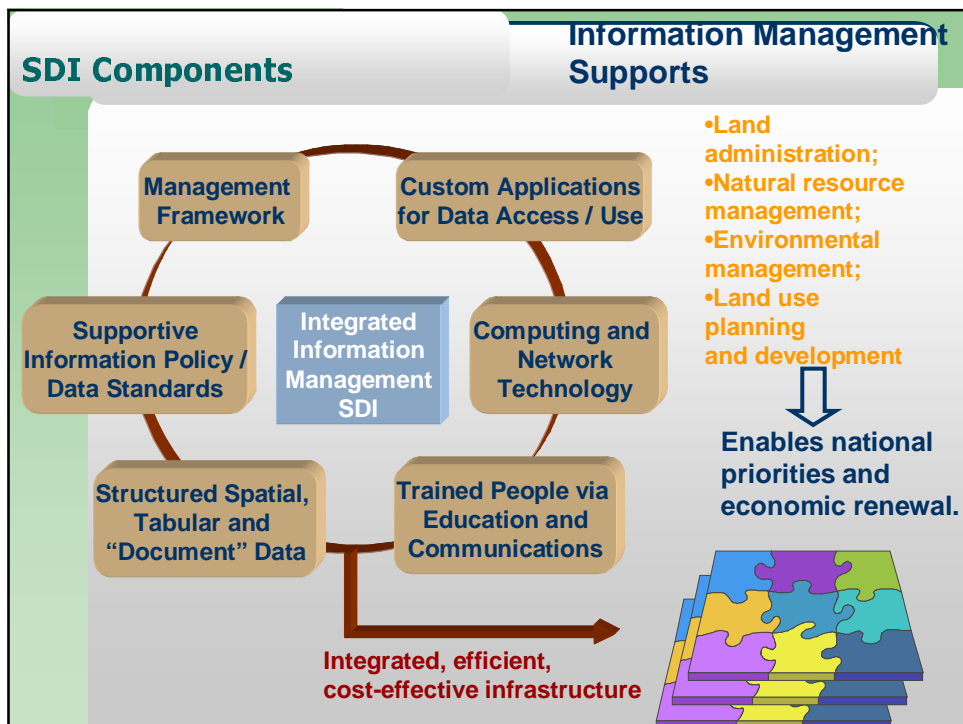 SDI Components
Information Management
Supports
Management
Framework
Custom Applications
for Data Access / Use
Supportive
Information Policy /
Data Standards
Integrated
Information
Management
SDI
Computing and
Network
Technology
Structured Spatial,
Tabular and
“Document” Data
Trained People via
Education and
Communications
Integrated, efficient,
cost-effective infrastructure
•Land
administration;
•Natural resource
management;
•Environmental
management;
•Land use
planning
and development
Enables national
priorities and
economic renewal.